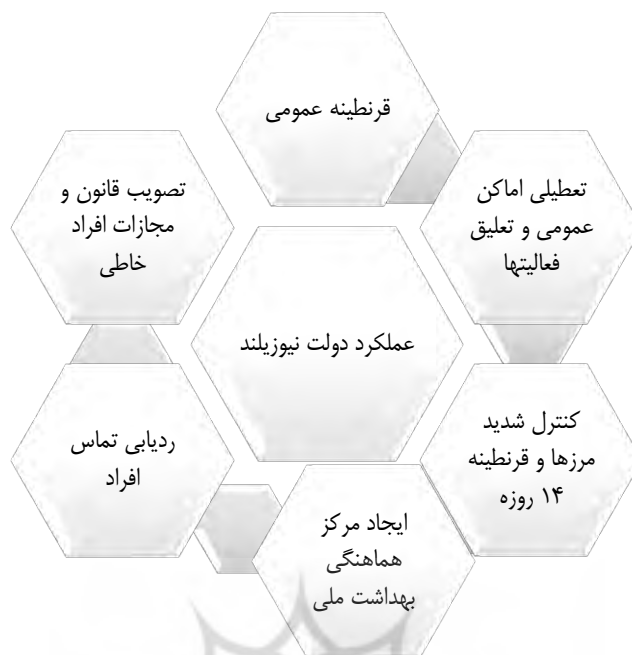 قرنطینه عمومی
تعطیلی اماکن
عمومی و تعلیق
فعالیتها
کنترل شدید
مرزها و قرنطینه
۱۴ روزه
ایجاد مرکز
هماهنگی
بهداشت ملی
ردیابی تماس
افراد
تصویب قانون و
مجازات افراد
خاطی
عملکرد دولت نیوزیلند